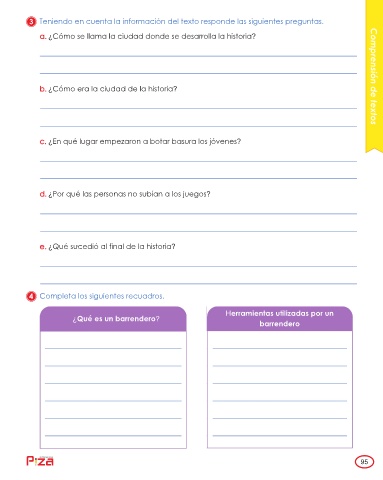 3 Teniendo en cuenta la información del texto responde las siguientes preguntas.
a. ¿Cómo se llama la ciudad donde se desarrolla la historia?
b. ¿Cómo era la ciudad de la historia?
c. ¿En qué lugar empezaron a botar basura los jóvenes?
d. ¿Por qué las personas no subían a los juegos?
e. ¿Qué sucedió al final de la historia?
Comprensión de textos
4 Completa los siguientes recuadros.
¿Qué es un barrendero?
Herramientas utilizadas por un
barrendero
Piza
95